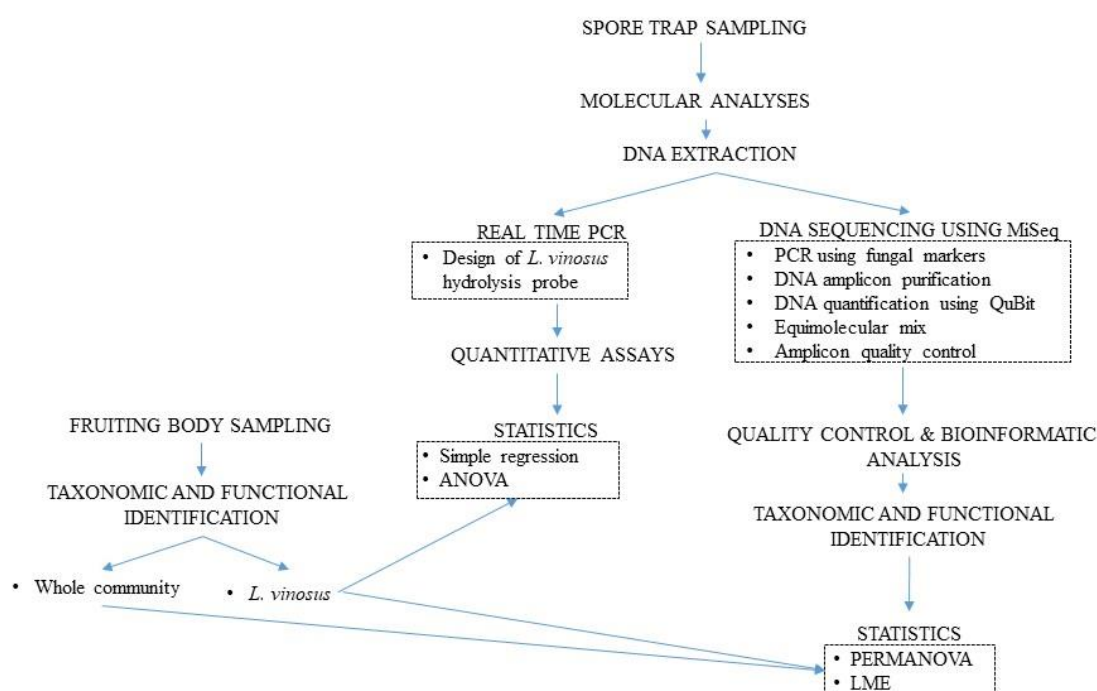 SPORE TRAP SAMPLING
MOLECULAR ANALYSES
DNA EXTRACTION
REAL TIME PCR
• Design of L. vinosus
hydrolysis probe
QUANTITATIVE ASSAYS
STATISTICS
• Simple regression
• ANOVA
DNA SEQUENCING USING MiSeq
• PCR using fungal markers
• DNA amplicon purification
• DNA quantification using QuBit
• Equimolecular mix
• Amplicon quality control
QUALITY CONTROL & BIOINFORMATIC
ANALYSIS
TAXONOMIC AND FUNCTIONAL
IDENTIFICATION
STATISTICS
• PERMANOVA
• LME
FRUITING BODY SAMPLING
TAXONOMIC AND FUNCTIONAL
IDENTIFICATION
• Whole community
• L. vinosus